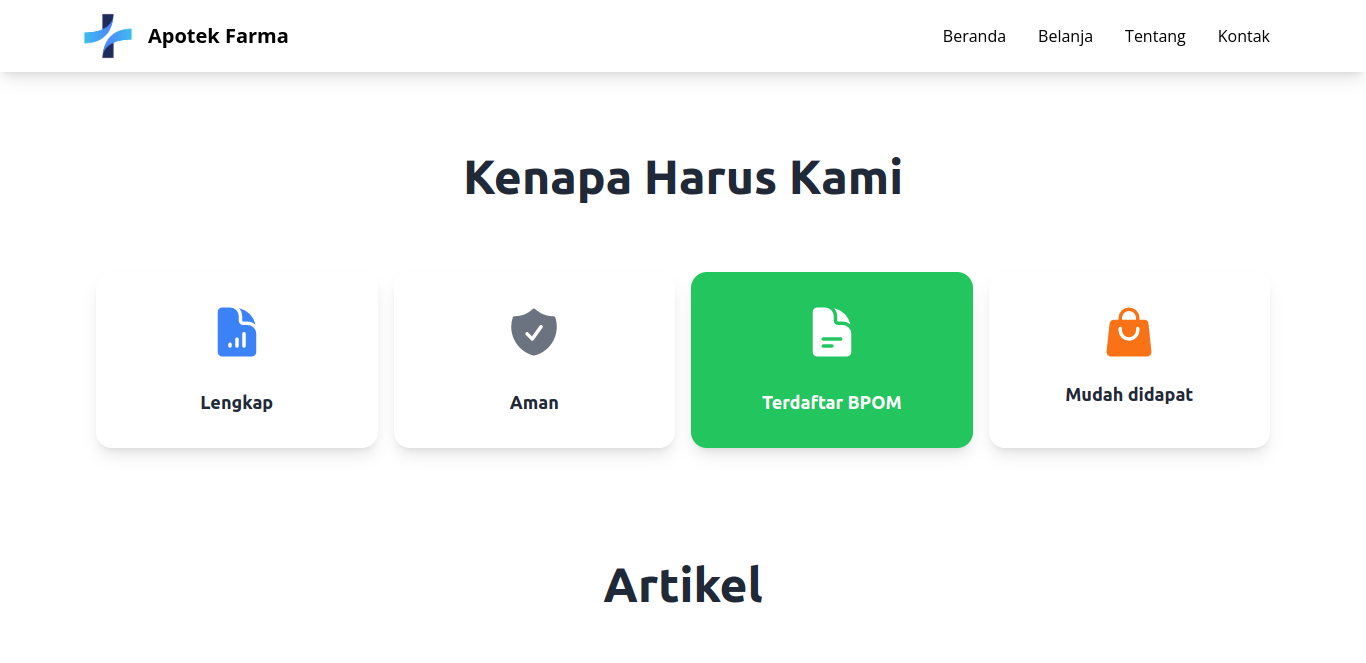 Apotek Farma
Beranda Belanja Tentang Kontak
Kenapa Harus Kami
Lengkap
Aman
Terdaftar BPOM
Mudah didapat
Artikel